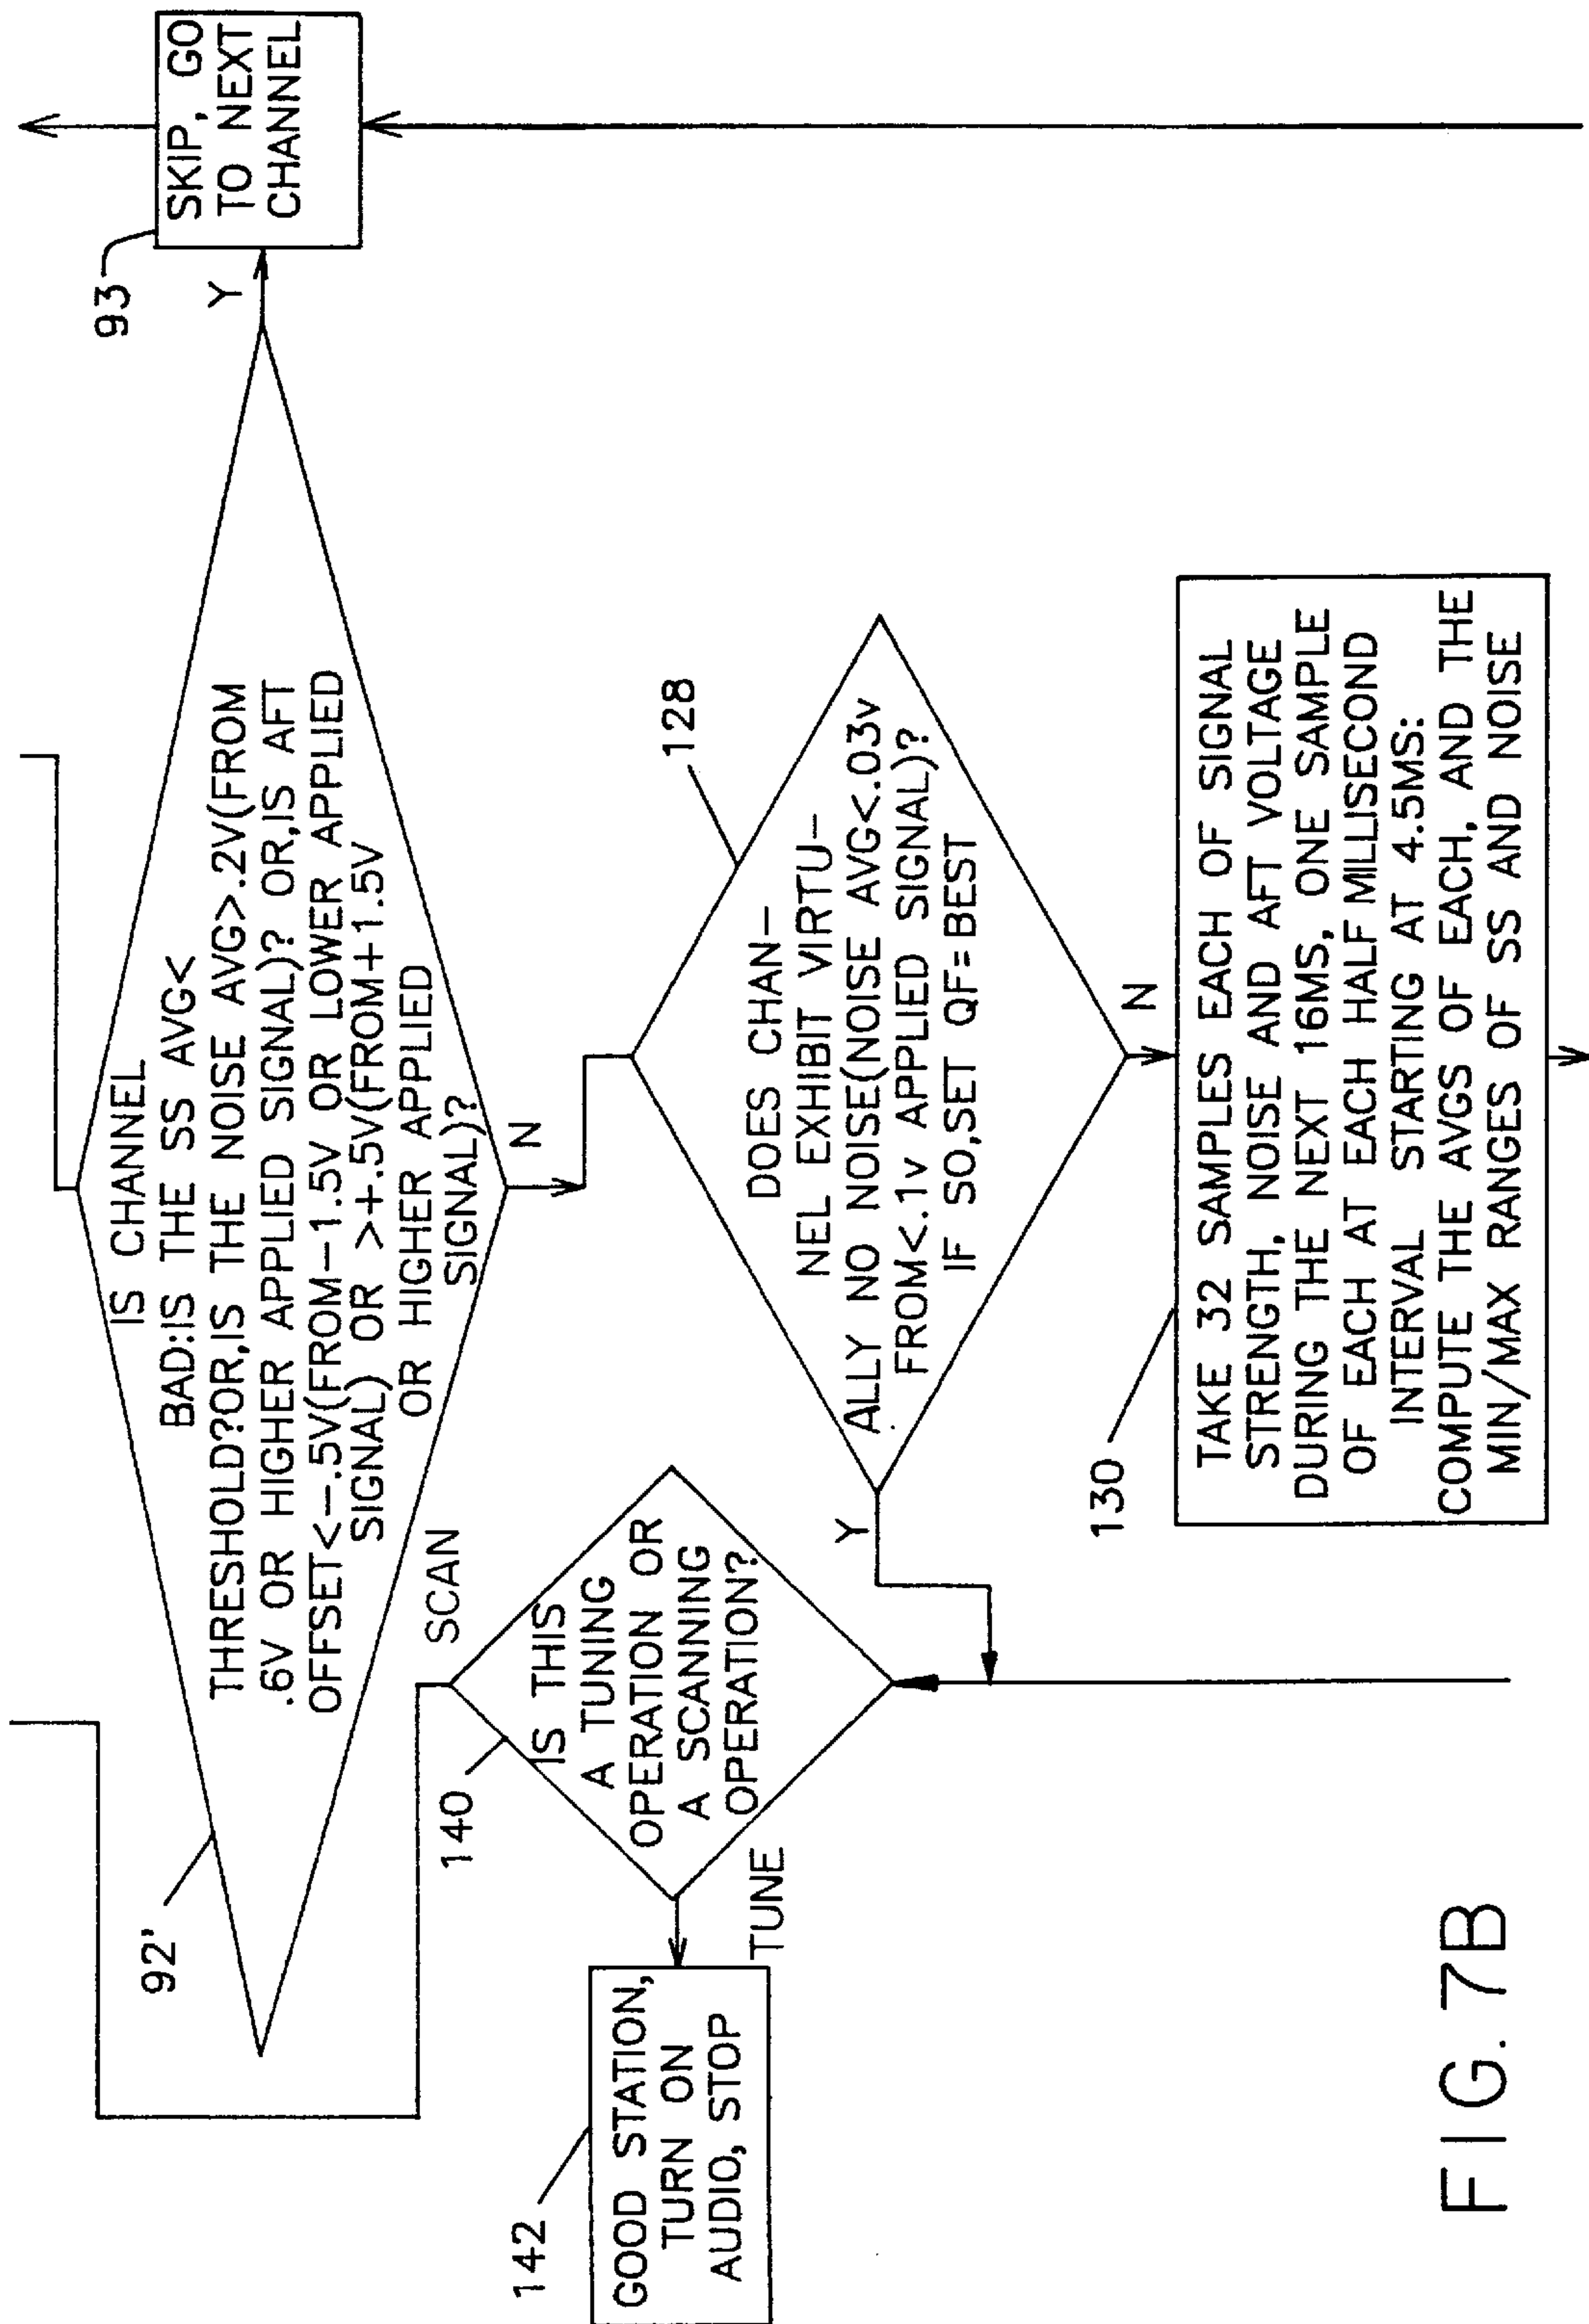 IS CHANNEL
BAD:IS THE SS AVG<
THRESHOLD?OR,IS THE NOISE AVG>.2V(FROM
.6V OR HIGHER APPLIED SIGNAL)? OR,IS AFT
OFFSET<-.5V(FROM-1.5V OR LOWER APPLIED
SIGNAL) OR >+.5V(FROM+1.5V
OR HIGHER APPLIED
SIGNAL)?
92'
Y
N
93
SKIP, GO
TO NEXT
CHANNEL
SCAN
140
IS THIS
A TUNING
OPERATION OR
A SCANNING
OPERATION?
TUNE
142
GOOD STATION,
TURN ON
AUDIO, STOP
128
DOES CHAN-
NEL EXHIBIT VIRTU-
ALLY NO NOISE(NOISE AVG<.03v
FROM<.1v APPLIED SIGNAL)?
IF SO,SET QF=BEST
Y
N
130
TAKE 32 SAMPLES EACH OF SIGNAL
STRENGTH, NOISE AND AFT VOLTAGE
DURING THE NEXT 16MS, ONE SAMPLE
OF EACH AT EACH HALF MILLISECOND
INTERVAL STARTING AT 4.5MS:
COMPUTE THE AVGS OF EACH, AND THE
MIN/MAX RANGES OF SS AND NOISE
FIG. 7B